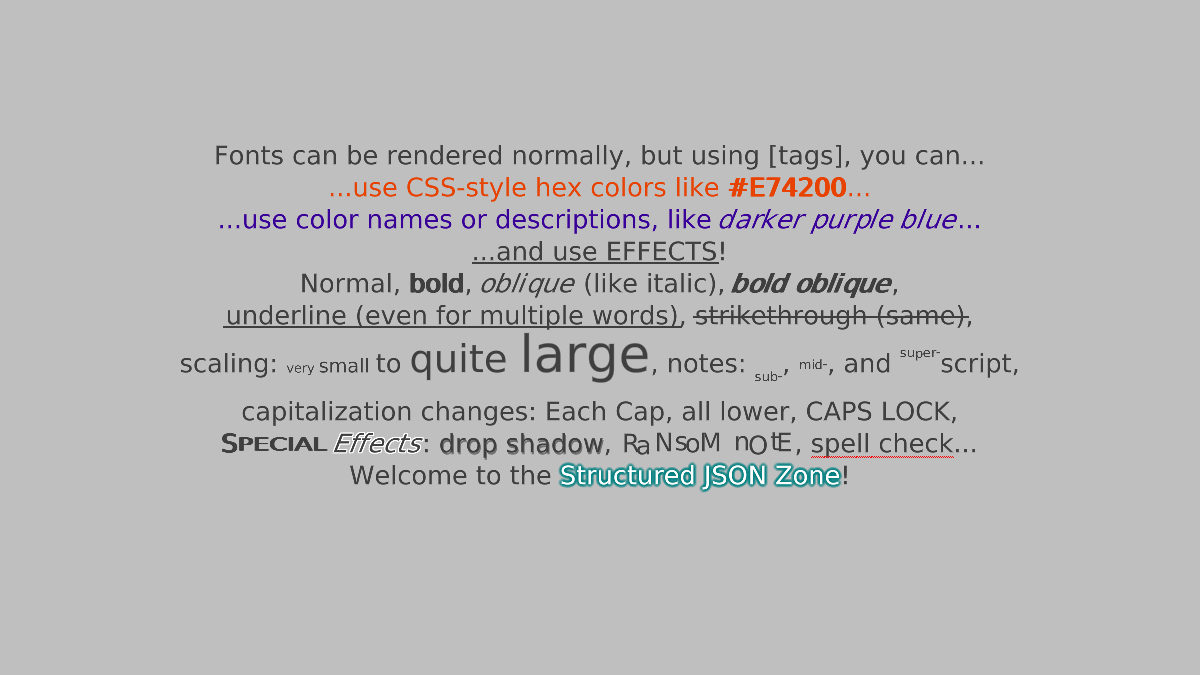 Fonts can be rendered normally, but using [tags], you can...
...use CSS-style hex colors like #E74200...
...use color names or descriptions, like darker purple blue...
...and use EFFECTS!
Normal, bold, oblique (like italic), bold oblique,
underline (even for multiple words), strikethrough (same),
scaling: very small to quite large, notes: sub-, mid-, and super-script,
capitalization changes: Each Cap, all lower, CAPS LOCK,
SPECIAL Effects: drop shadow, RaNsoM nOtE, spell check...
Welcome to the Structured JSON Zone!